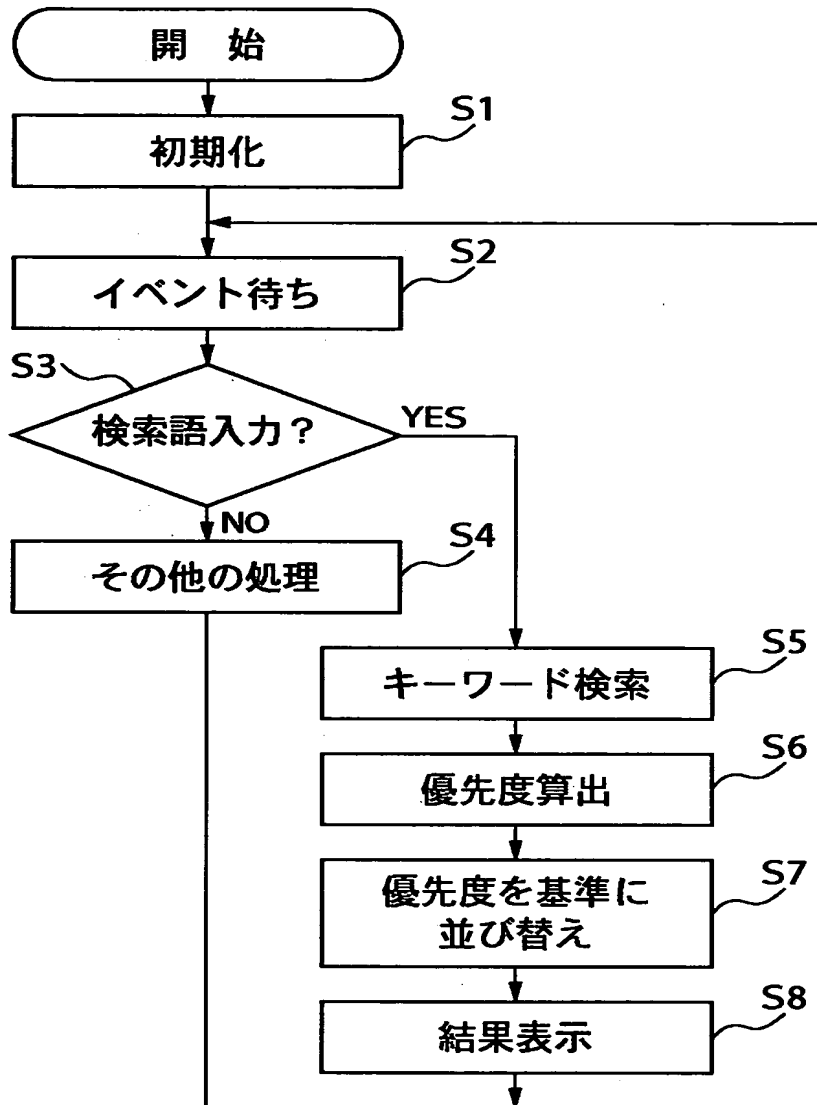 開 始
S1
初期化
S2
イベント待ち
S3
検索語入力?
YES
NO
S4
その他の処理
S5
キーワード検索
S6
優先度算出
S7
優先度を基準に
並び替え
S8
結果表示